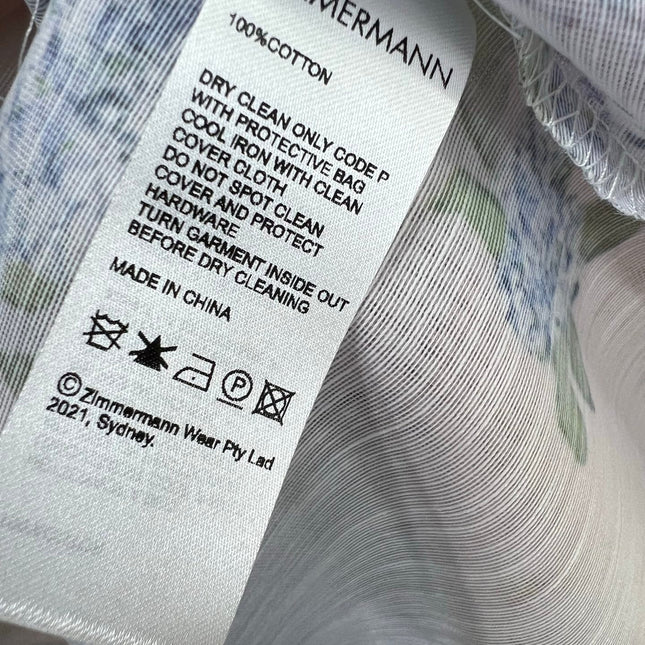 ZIMMERMANN
100%COTTON
DRY CLEAN ONLY CODE P
WITH PROTECTIVE BAG
COOL IRON WITH CLEAN
COVER CLOTH
DO NOT SPOT CLEAN
COVER AND PROTECT
HARDWARE
TURN GARMENT INSIDE OUT
BEFORE DRY CLEANING
MADE IN CHINA
P
©Zimmermann Wear Pty Lad
2021, Sydney.